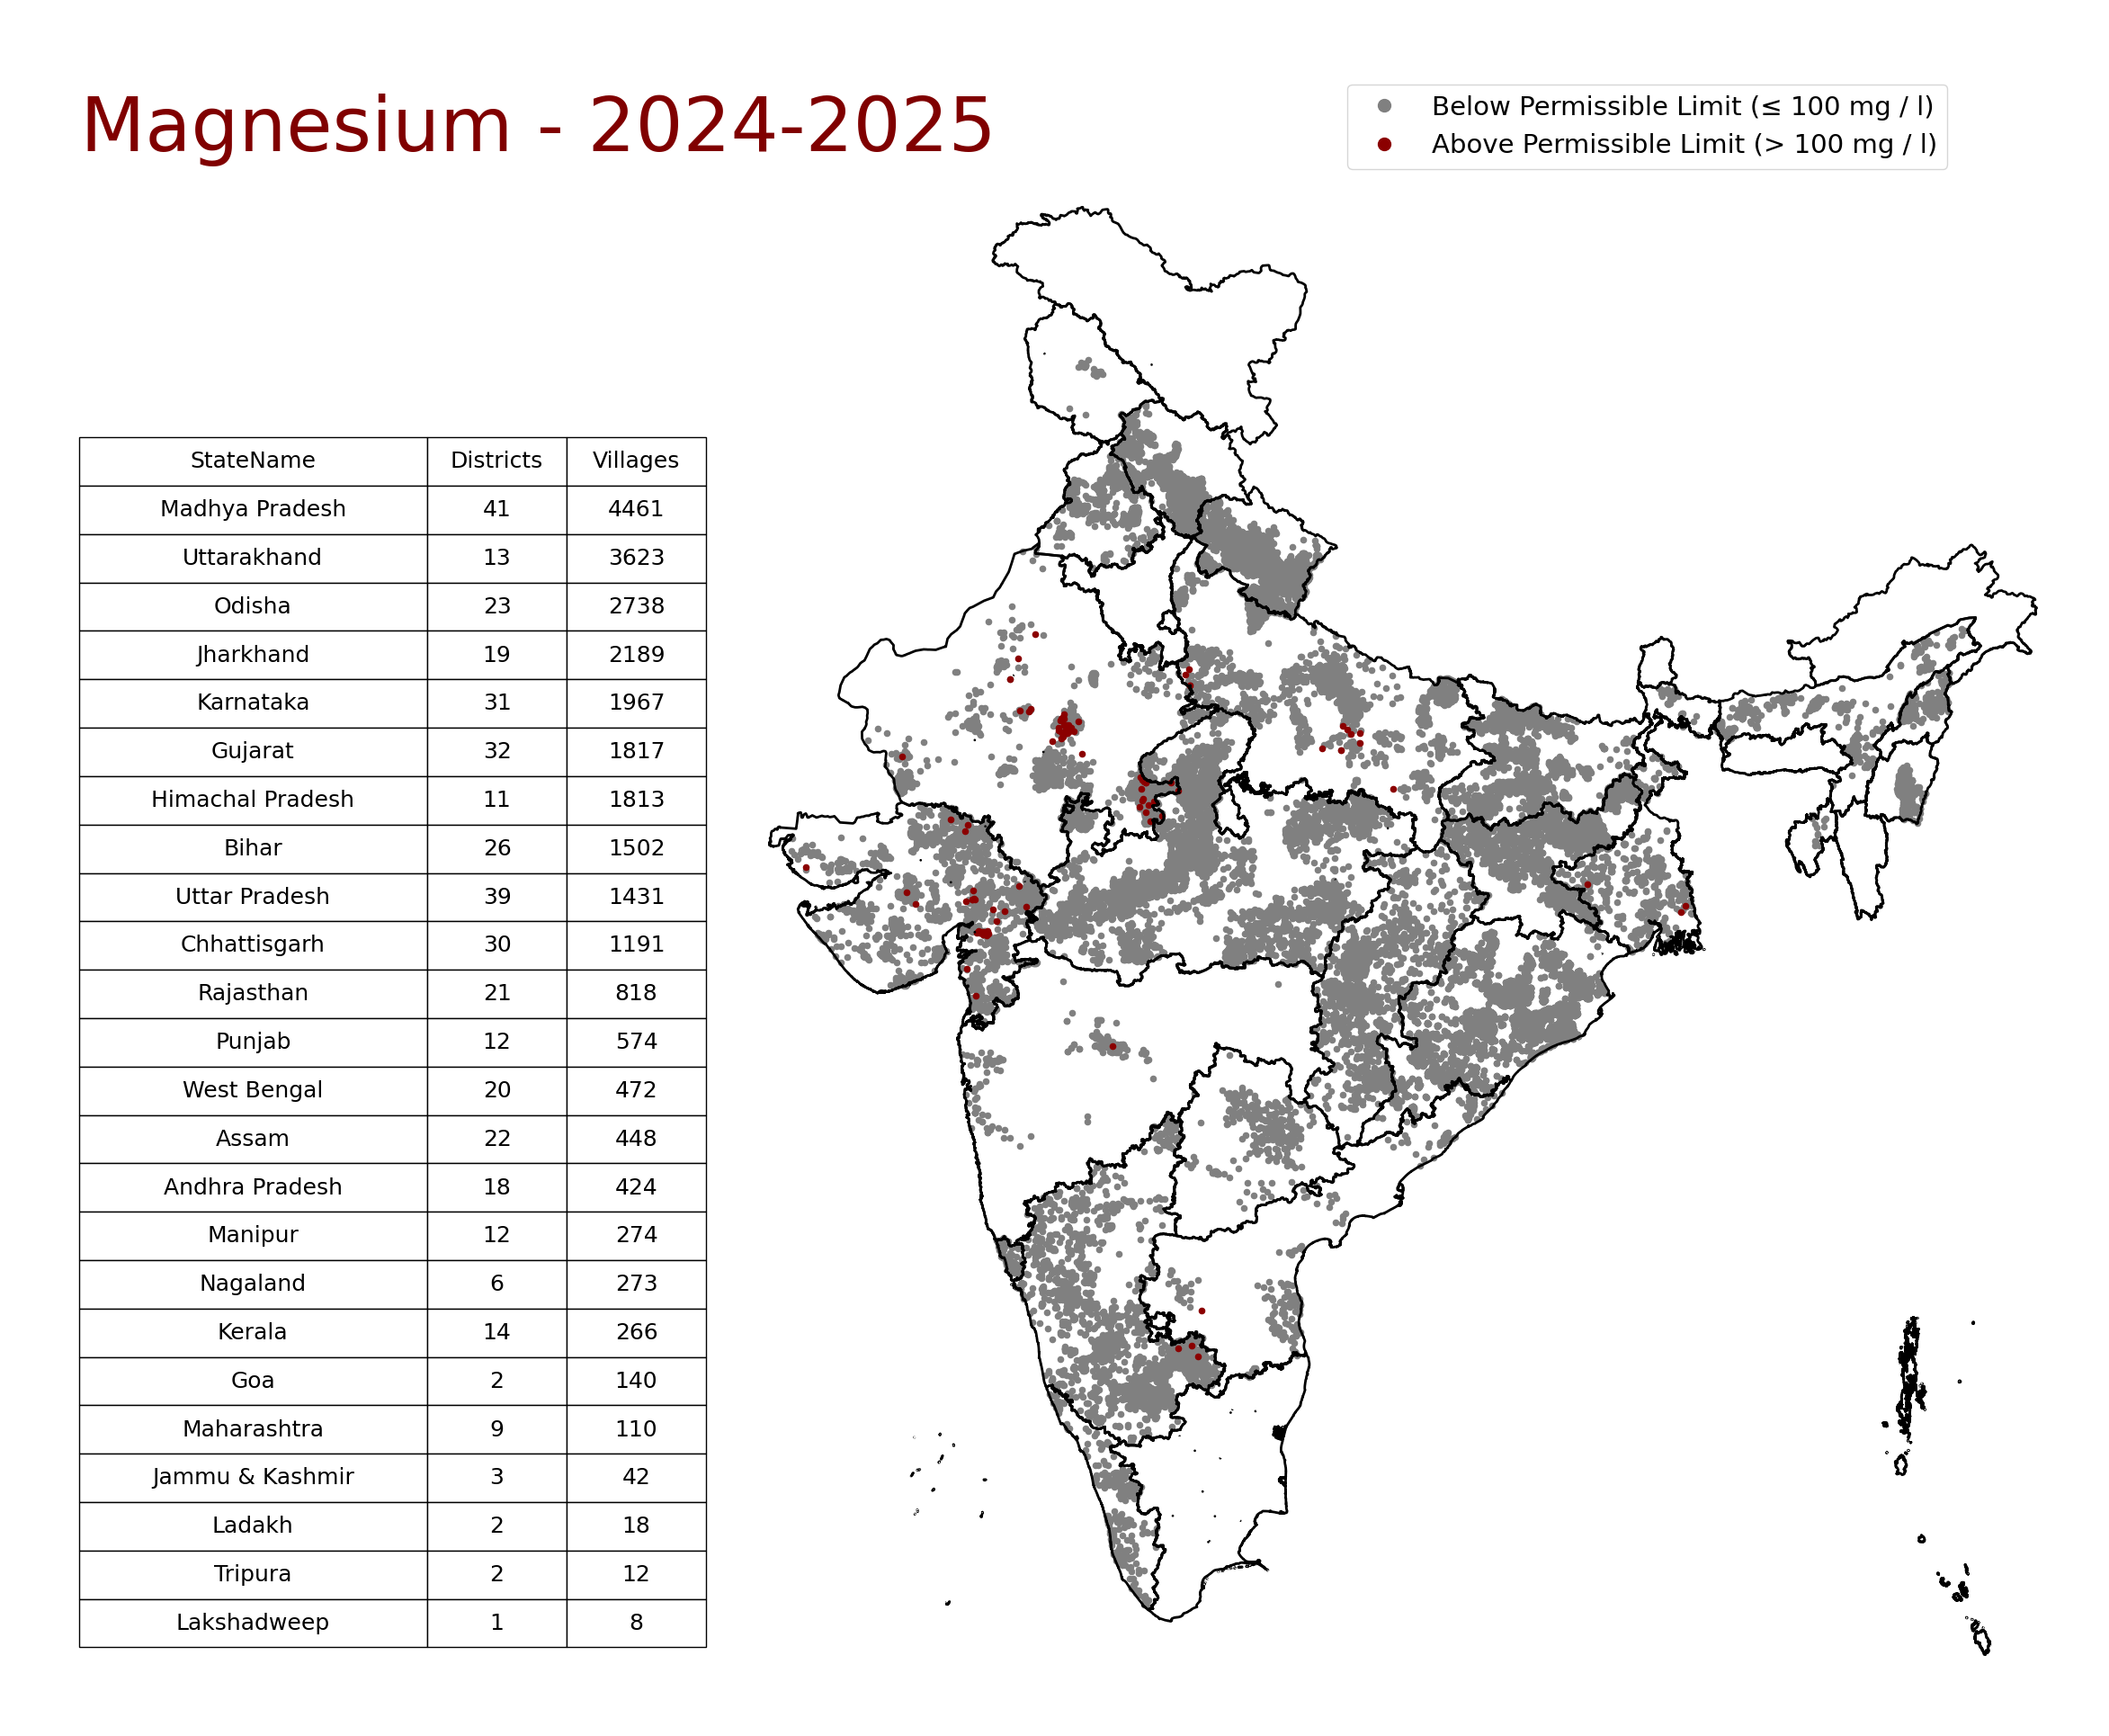 Magnesium - 2024-2025
Below Permissible Limit (≤ 100 mg / l)
Above Permissible Limit (> 100 mg / l)
StateName Districts Villages
Madhya Pradesh 41 4461
Uttarakhand 13 3623
Odisha 23 2738
Jharkhand 19 2189
Karnataka 31 1967
Gujarat 32 1817
Himachal Pradesh 11 1813
Bihar 26 1502
Uttar Pradesh 39 1431
Chhattisgarh 30 1191
Rajasthan 21 818
Punjab 12 574
West Bengal 20 472
Assam 22 448
Andhra Pradesh 18 424
Manipur 12 274
Nagaland 6 273
Kerala 14 266
Goa 2 140
Maharashtra 9 110
Jammu & Kashmir 3 42
Ladakh 2 18
Tripura 2 12
Lakshadweep 1 8